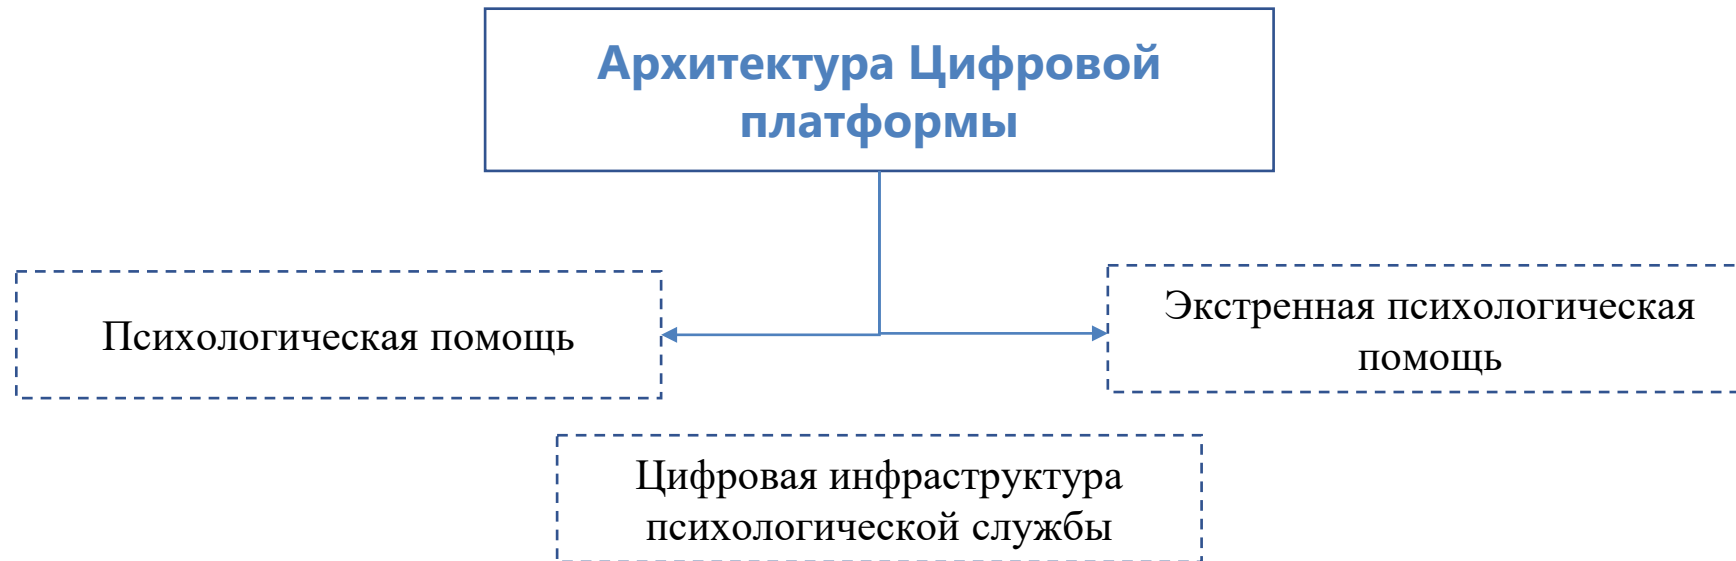 Архитектура Цифровой
платформы
Психологическая помощь
Экстренная психологическая
помощь
Цифровая инфраструктура
психологической службы